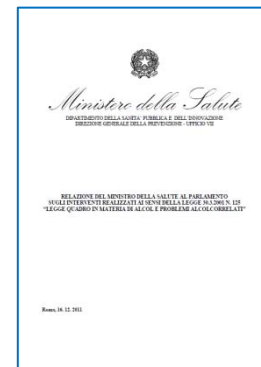 Ministero della Salute
DIPARTIMENTO DELLA SANITA' PUBBLICA E DELL'INNOVAZIONE
DIREZIONE GENERALE DELLA PREVENZIONE - UFFICIO VII
RELAZIONE DEL MINISTRO DELLA SALUTE AL PARLAMENTO
SUGLI INTERVENTI REALIZZATI AI SENSI DELLA LEGGE 30.3.2001 N. 125
"LEGGE QUADRO IN MATERIA DI ALCOL E PROBLEMI ALCOLCORRELATI"
Roma, 16. 12. 2011